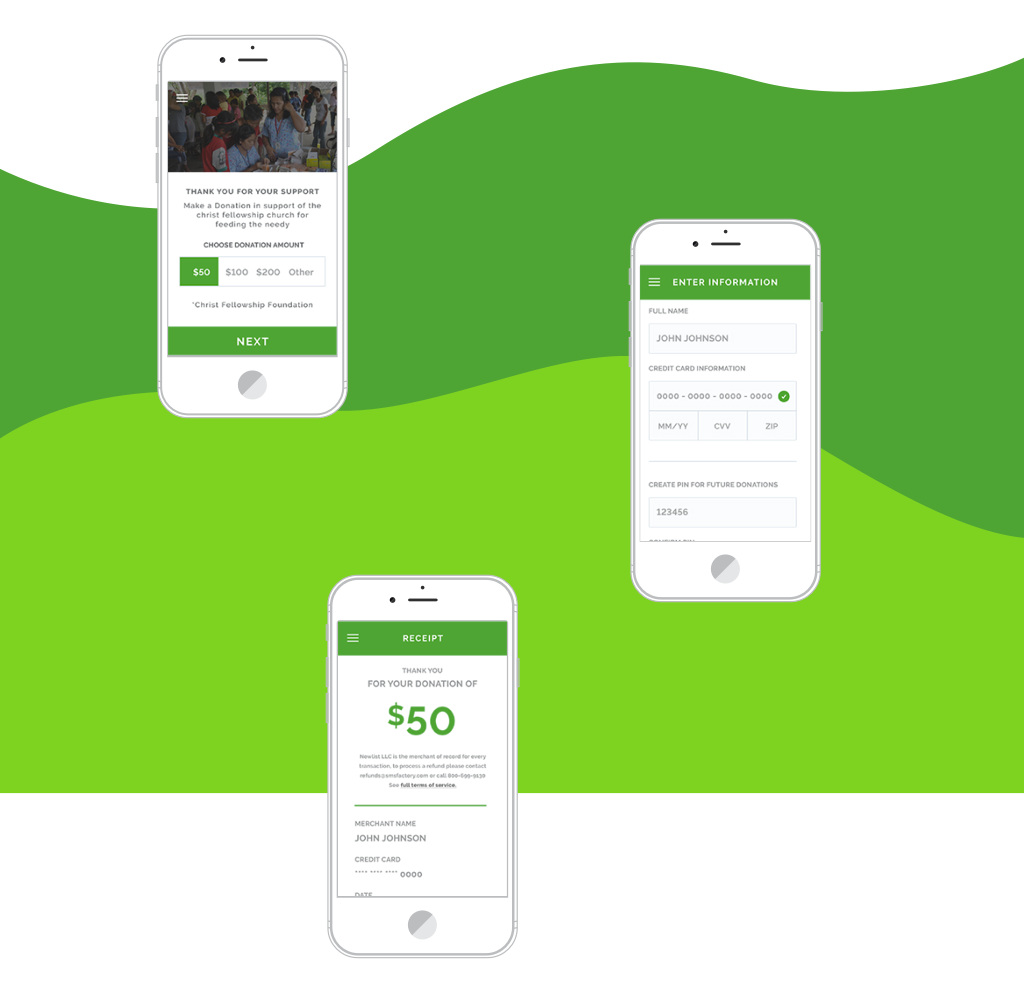 THANK YOU FOR YOUR SUPPORT
Make a Donation in support of the
christ fellowship church for
feeding the needy
CHOOSE DONATION AMOUNT
$50 $100 $200 Other
*Christ Fellowship Foundation
NEXT
ENTER INFORMATION
FULL NAME
JOHN JOHNSON
CREDIT CARD INFORMATION
0000 - 0000 - 0000 - 0000
MM/YY CVV ZIP
CREATE PIN FOR FUTURE DONATIONS
123456
RECEIPT
THANK YOU
FOR YOUR DONATION OF
$50
Newlist LLC is the merchant of record for every
transaction, to process a refund please contact
refunds@smsfactory.com or call 800-699-9130
See full terms of service.
MERCHANT NAME
JOHN JOHNSON
CREDIT CARD
**** **** **** 0000
DATE